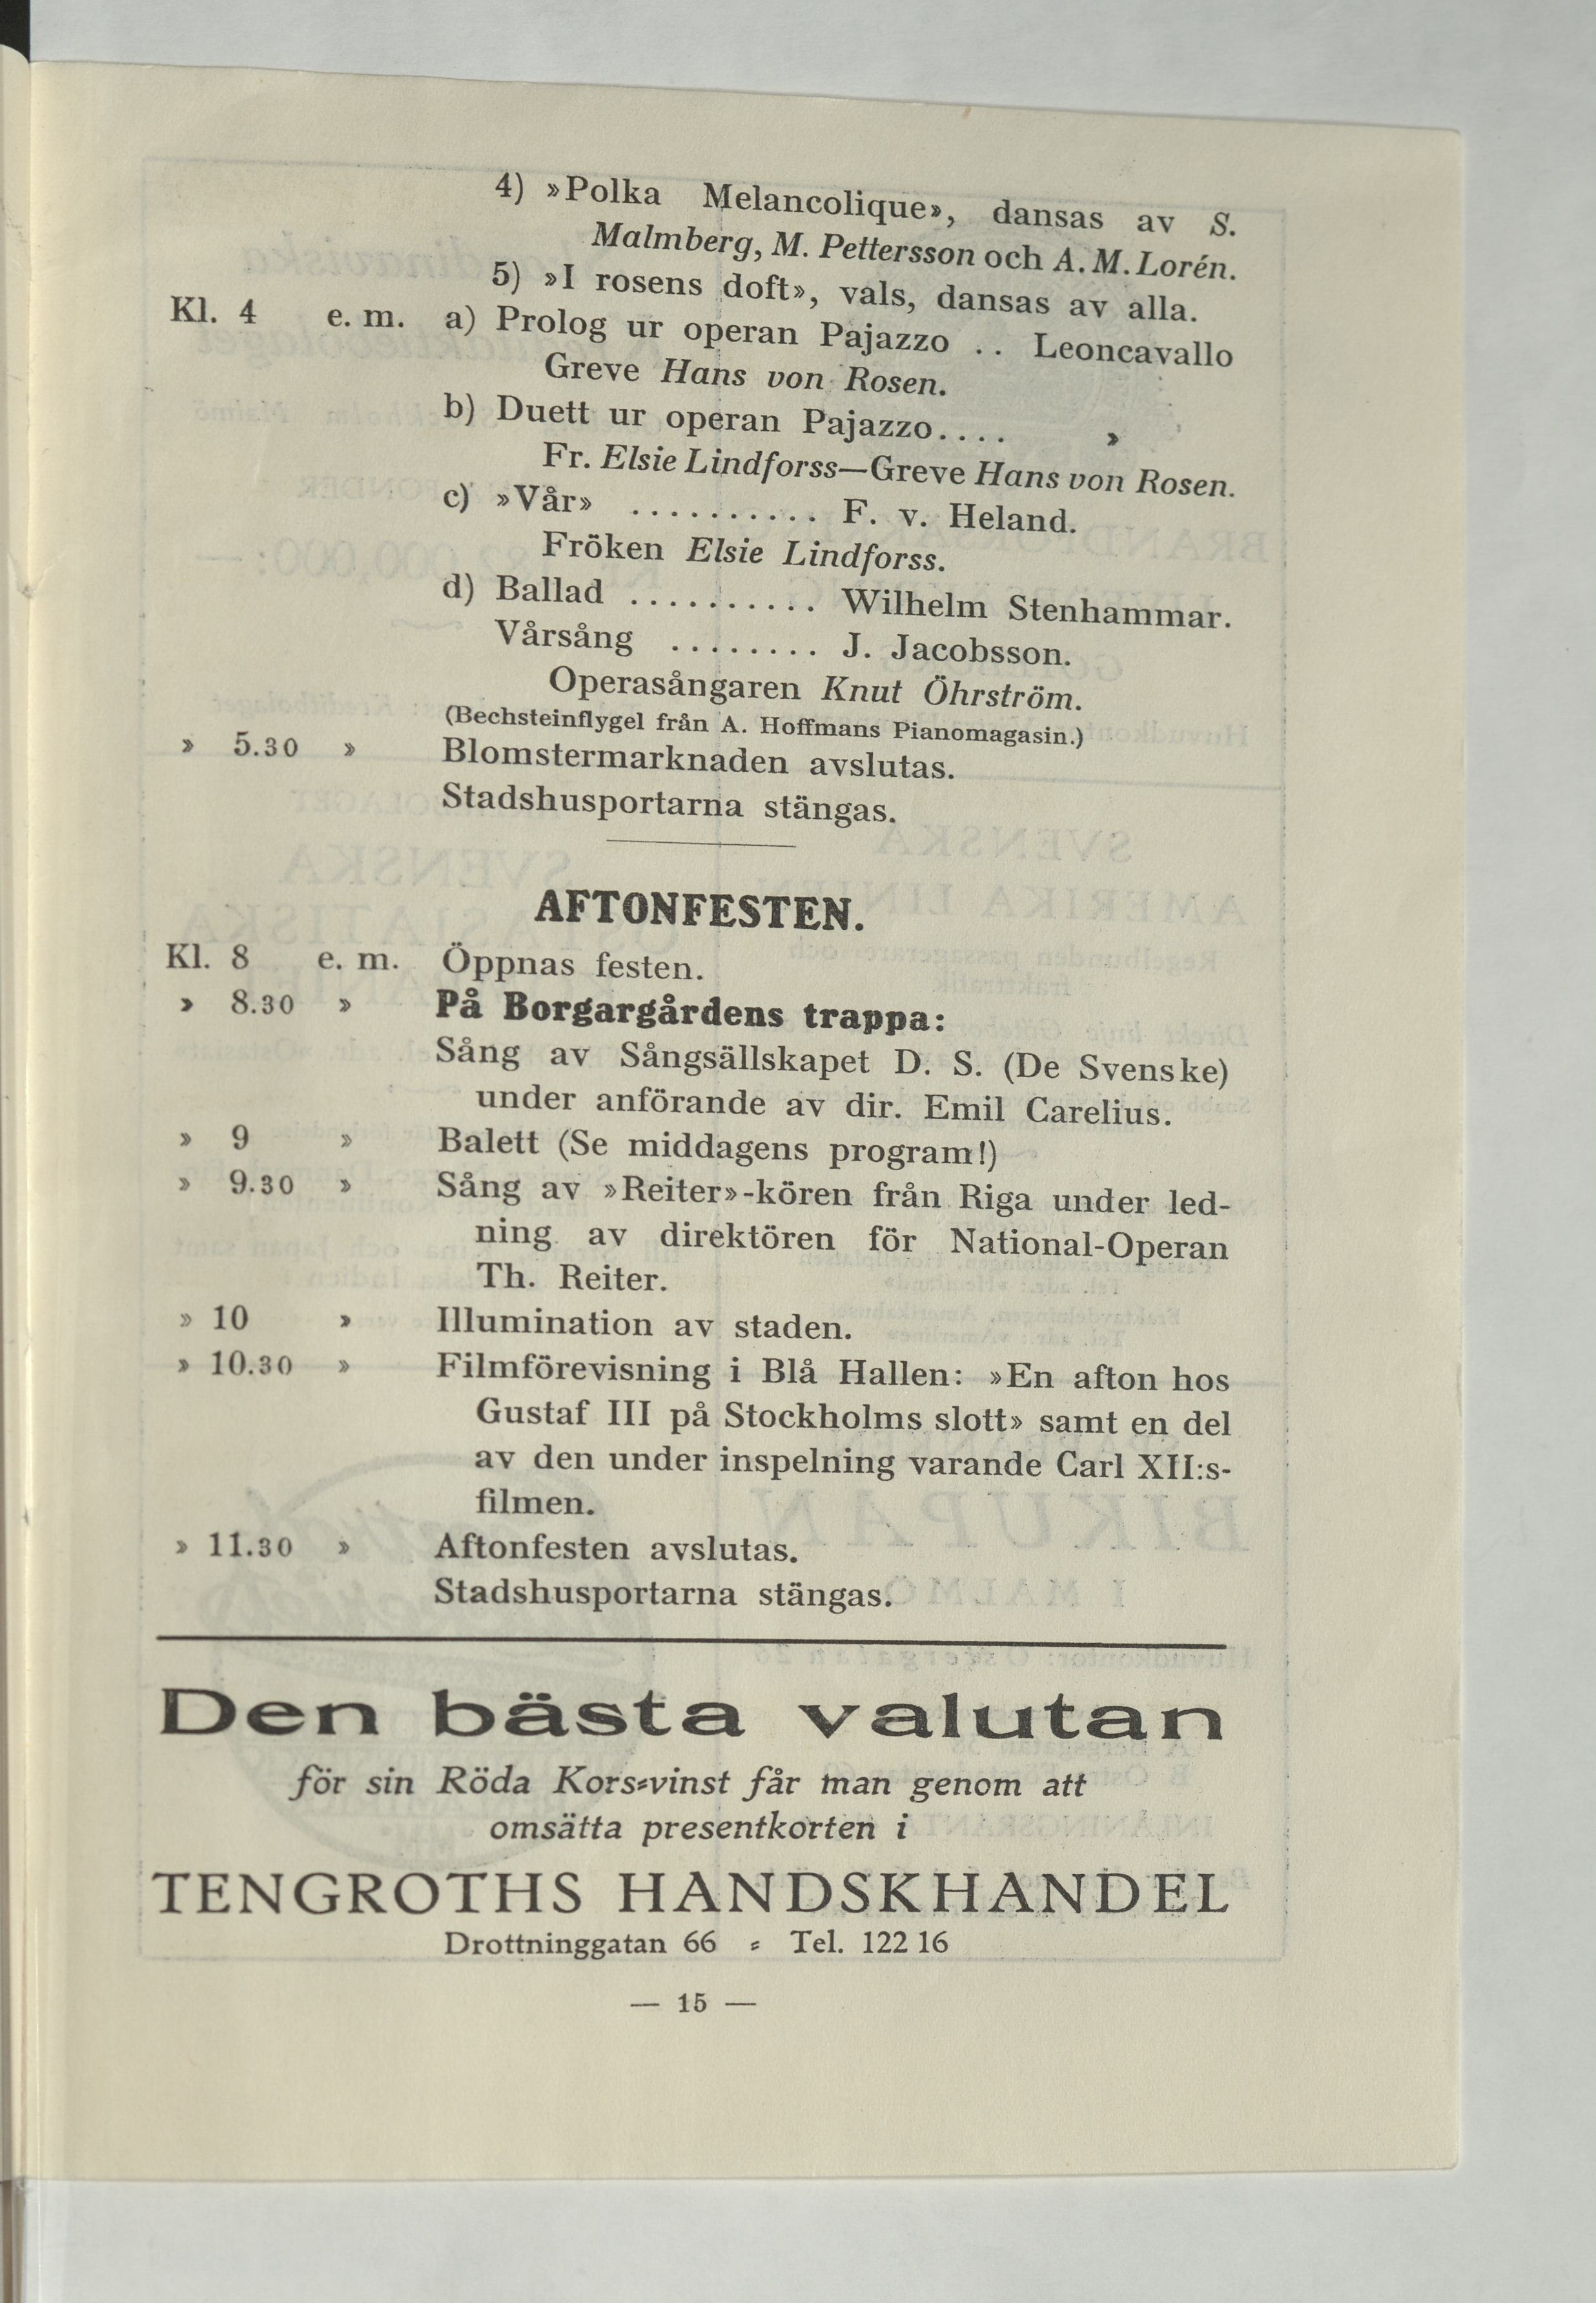 4) »Polka Melancolique», dansas av S.
Malmberg, M. Pettersson och A. M. Lorén.
5) »I rosens doft», vals, dansas av alla.
Kl. 4 e. m. a) Prolog ur operan Pajazzo .. Leoncavallo
Greve Hans von Rosen.
b) Duett ur operan Pajazzo.... »
Fr. Elsie Lindforss—Greve Hans von Rosen.
c) »Vår» .......... F. v. Heland.
Fröken Elsie Lindforss.
d) Ballad .......... Wilhelm Stenhammar.
Vårsång ........ J. Jacobsson.
Operasångaren Knut Öhrström.
(Bechsteinflygel från A. Hoffmans Pianomagasin.)
» 5.30 » Blomstermarknaden avslutas.
Stadshusportarna stängas.
AFTONFESTEN.
Kl. 8 e. m. Öppnas festen.
» 8.30 » På Borgargårdens trappa:
Sång av Sångsällskapet D. S. (De Svenske)
under anförande av dir. Emil Carelius.
» 9 » Balett (Se middagens program!)
» 9.30 » Sång av »Reiter»-kören från Riga under led-
ning av direktören för National-Operan
Th. Reiter.
» 10 » Illumination av staden.
» 10.30 » Filmförevisning i Blå Hallen: »En afton hos
Gustaf III på Stockholms slott» samt en del
av den under inspelning varande Carl XII:s-
filmen.
» 11.30 » Aftonfesten avslutas.
Stadshusportarna stängas.
Den bästa valutan
för sin Röda Kors-vinst får man genom att
omsätta presentkorten i
TENGROTHS HANDSKHANDEL
Drottninggatan 66 - Tel. 122 16
— 15 —